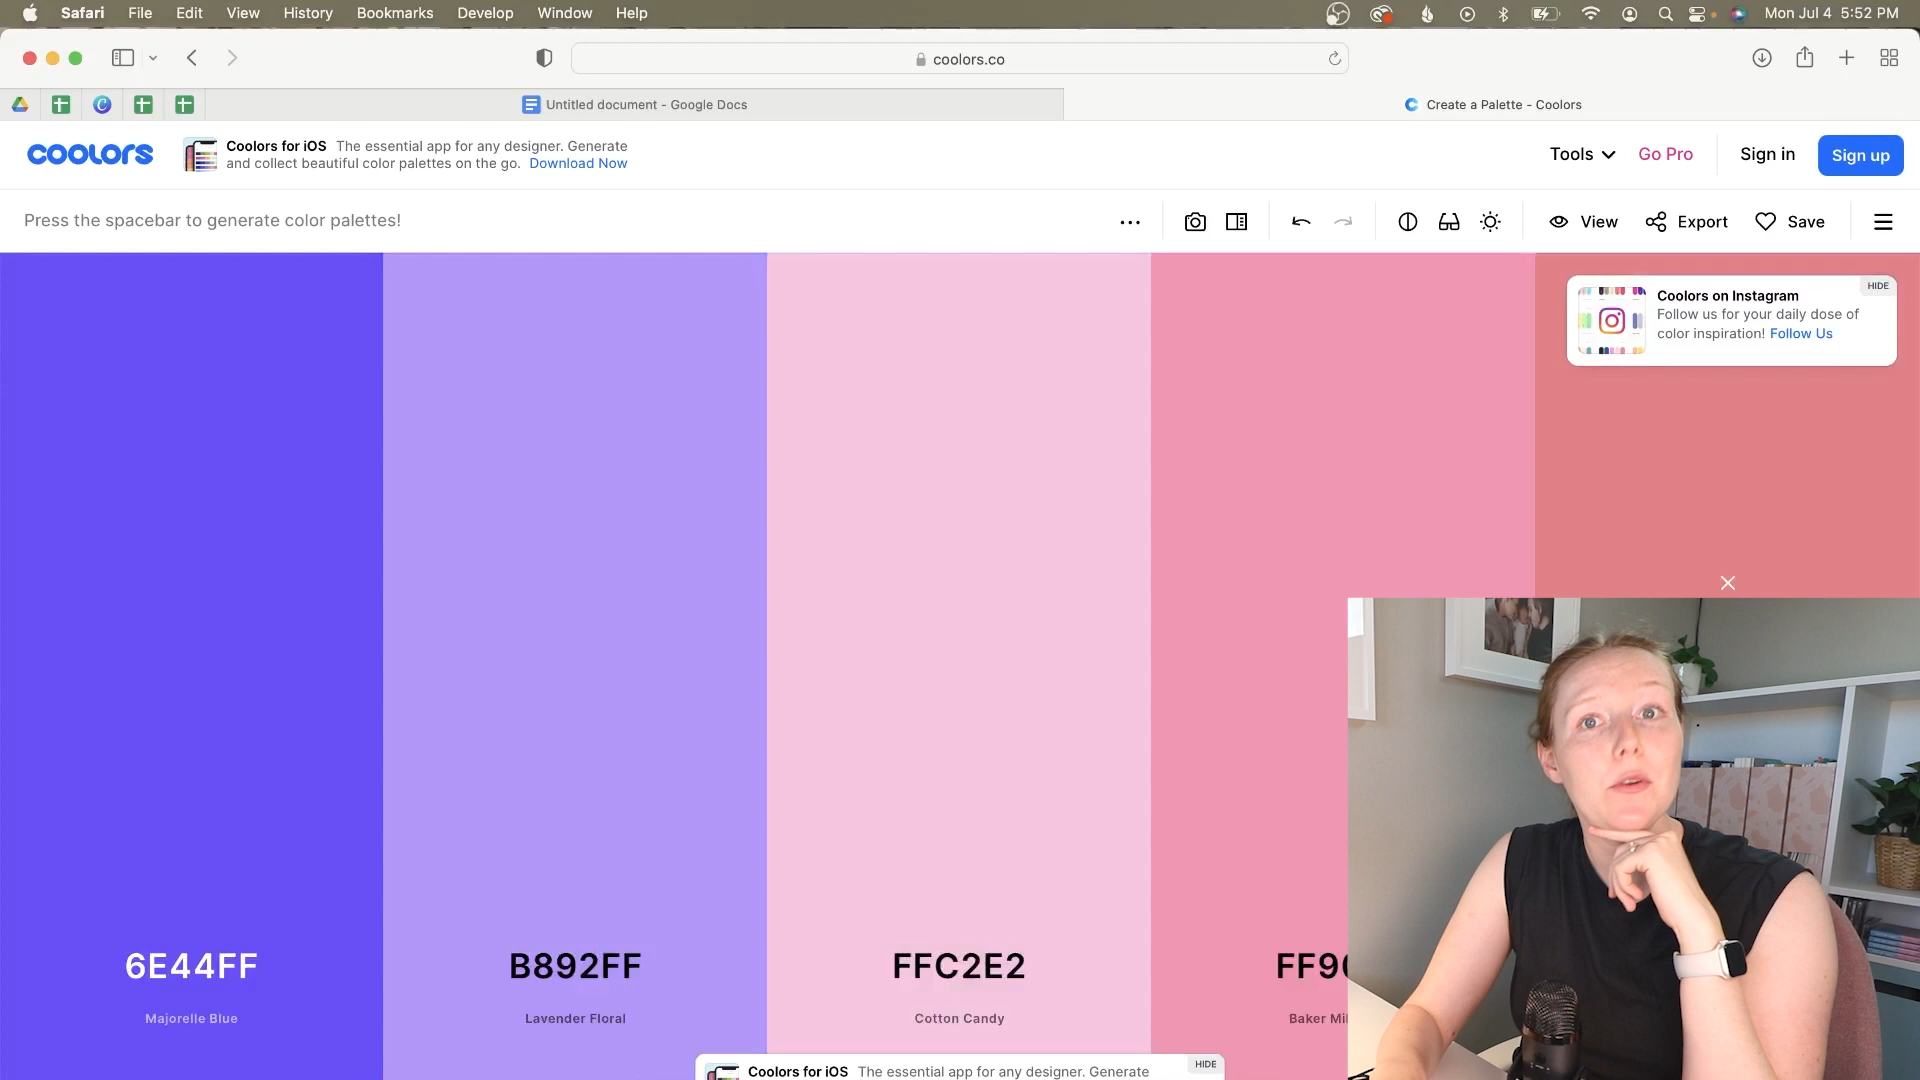 Safari File Edit View History Bookmarks Develop Window Help Mon Jul 4 5:52 PM
coolors.co
Untitled document - Google Docs
Create a Palette - Coolors
coolors
Coolors for iOS The essential app for any designer. Generate
and collect beautiful color palettes on the go. Download Now
Tools Go Pro Sign in Sign up
Press the spacebar to generate color palettes!
View Export Save
HIDE
Coolors on Instagram
Follow us for your daily dose of
color inspiration! Follow Us
6E44FF
Majorelle Blue
B892FF
Lavender Floral
FFC2E2
Cotton Candy
FF9
Baker Mi
HIDE
Coolors for iOS The essential app for any designer. Generate